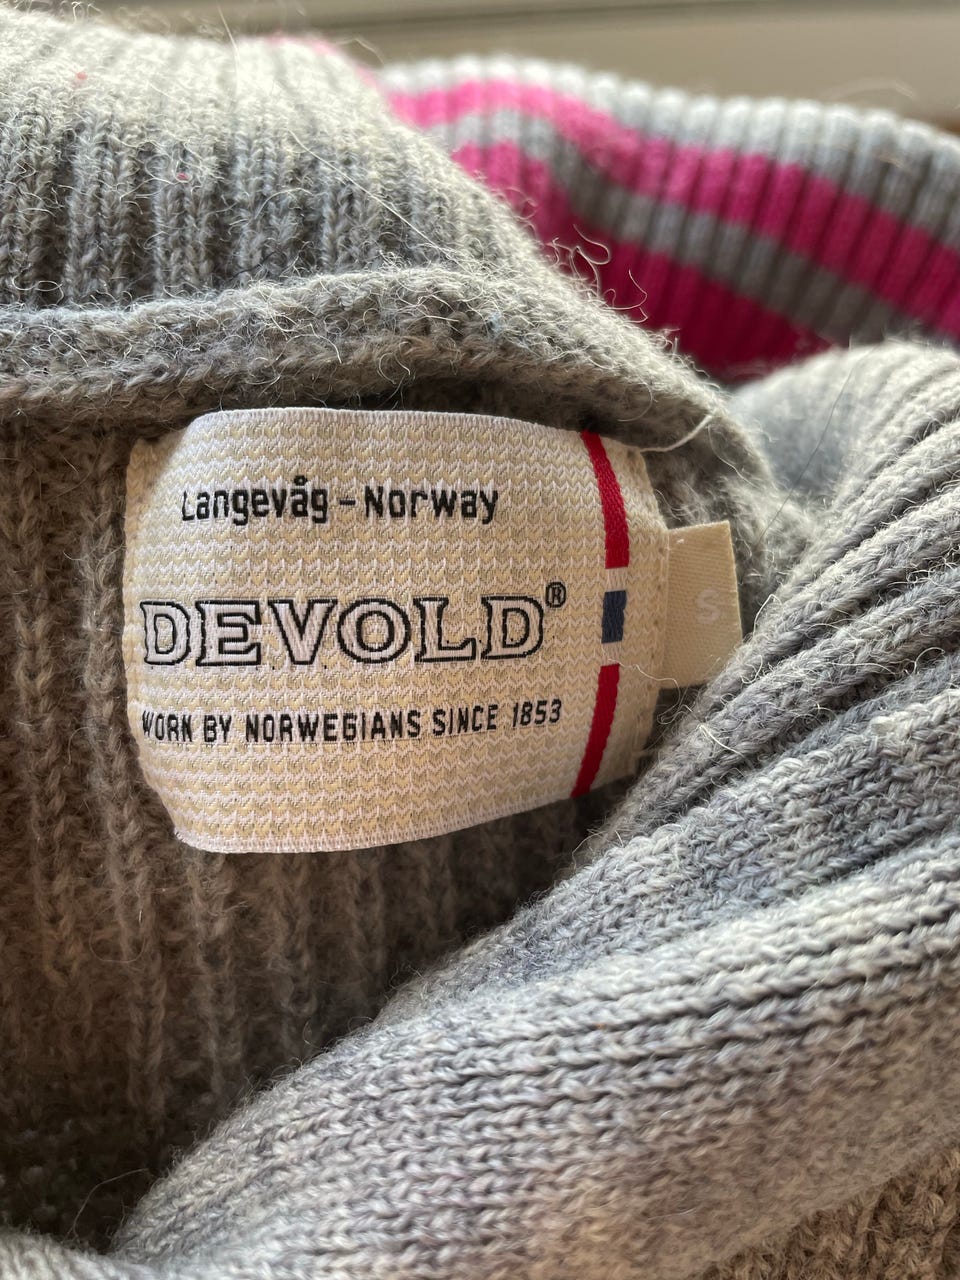 Langevåg - Norway
DEVOLD®
WORN BY NORWEGIANS SINCE 1853
S